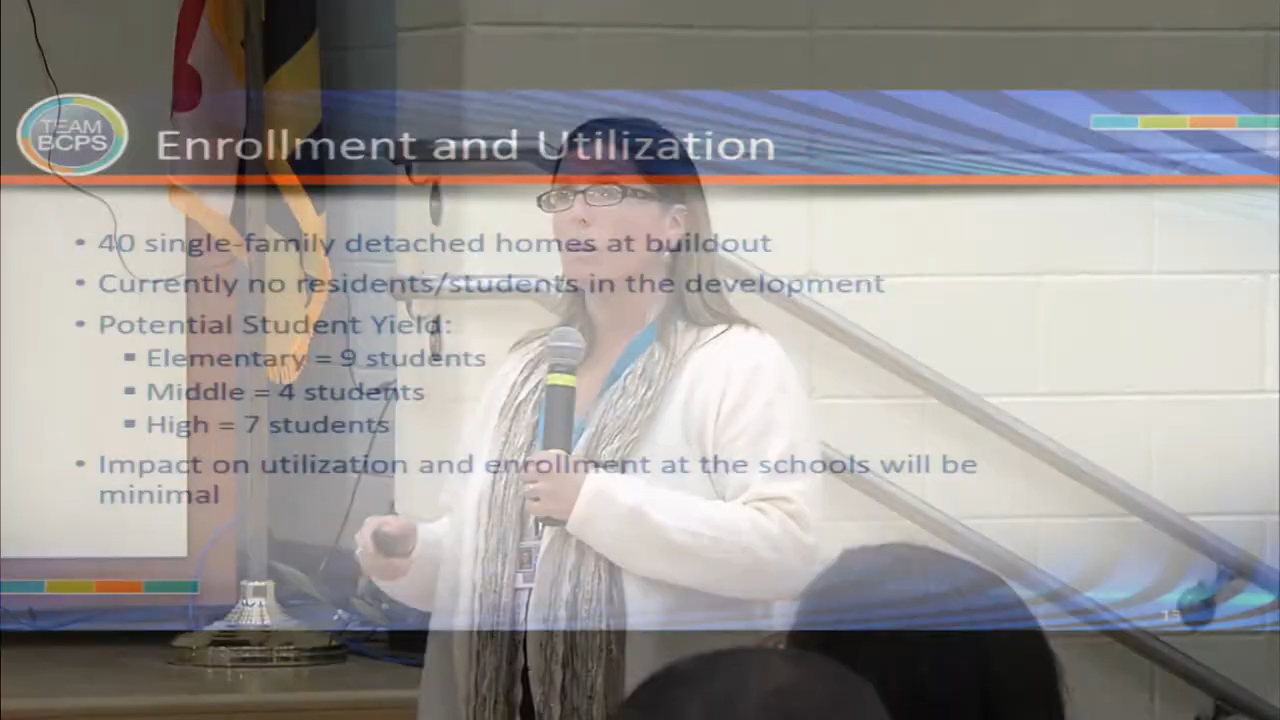 TEAM
BCPS
Enrollment and Utilization
• 40 single-family detached homes at buildout
• Currently no residents/students in the development
• Potential Student Yield:
▪ Elementary = 9 students
▪ Middle = 4 students
▪ High = 7 students
• Impact on utilization and enrollment at the schools will be
minimal